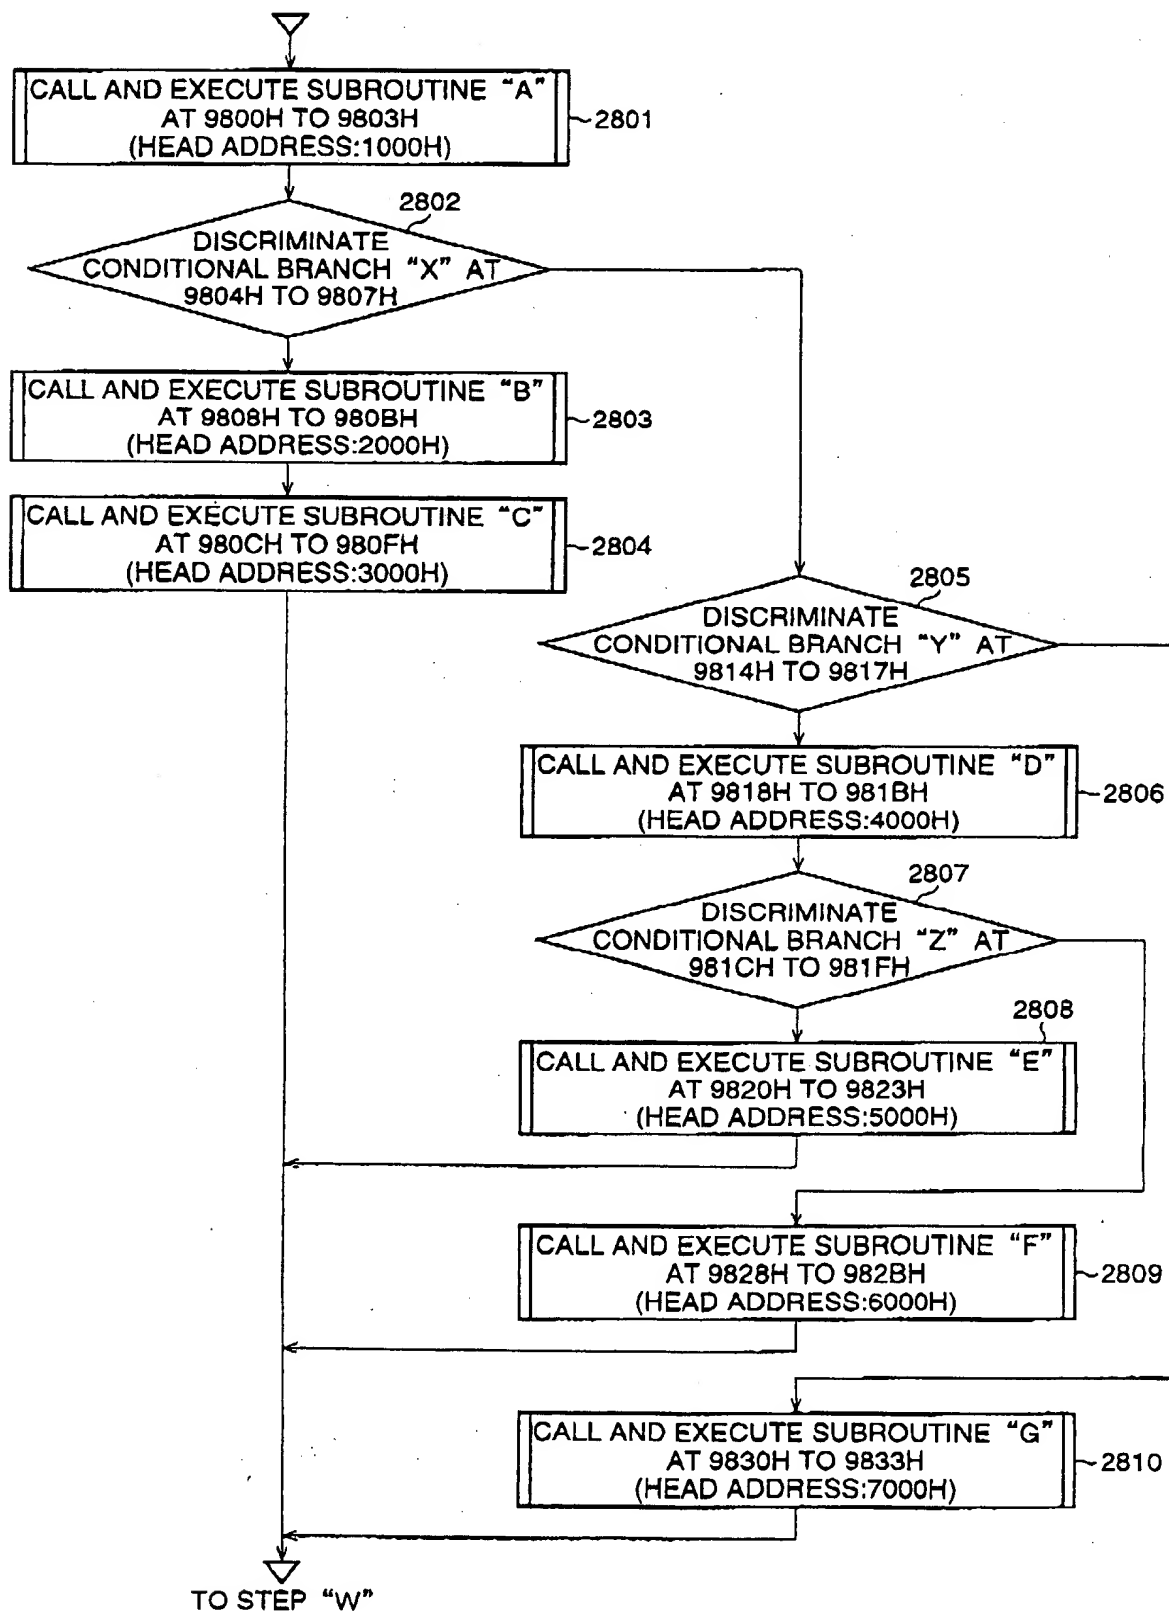 CALL AND EXECUTE SUBROUTINE "A"
AT 9800H TO 9803H
(HEAD ADDRESS:1000H)
2801
2802
DISCRIMINATE
CONDITIONAL BRANCH "X" AT
9804H TO 9807H
CALL AND EXECUTE SUBROUTINE "B"
AT 9808H TO 980BH
(HEAD ADDRESS:2000H)
2803
CALL AND EXECUTE SUBROUTINE "C"
AT 980CH TO 980FH
(HEAD ADDRESS:3000H)
2804
2805
DISCRIMINATE
CONDITIONAL BRANCH "Y" AT
9814H TO 9817H
CALL AND EXECUTE SUBROUTINE "D"
AT 9818H TO 981BH
(HEAD ADDRESS:4000H)
2806
2807
DISCRIMINATE
CONDITIONAL BRANCH "Z" AT
981CH TO 981FH
2808
CALL AND EXECUTE SUBROUTINE "E"
AT 9820H TO 9823H
(HEAD ADDRESS:5000H)
CALL AND EXECUTE SUBROUTINE "F"
AT 9828H TO 982BH
(HEAD ADDRESS:6000H)
2809
CALL AND EXECUTE SUBROUTINE "G"
AT 9830H TO 9833H
(HEAD ADDRESS:7000H)
2810
TO STEP "W"